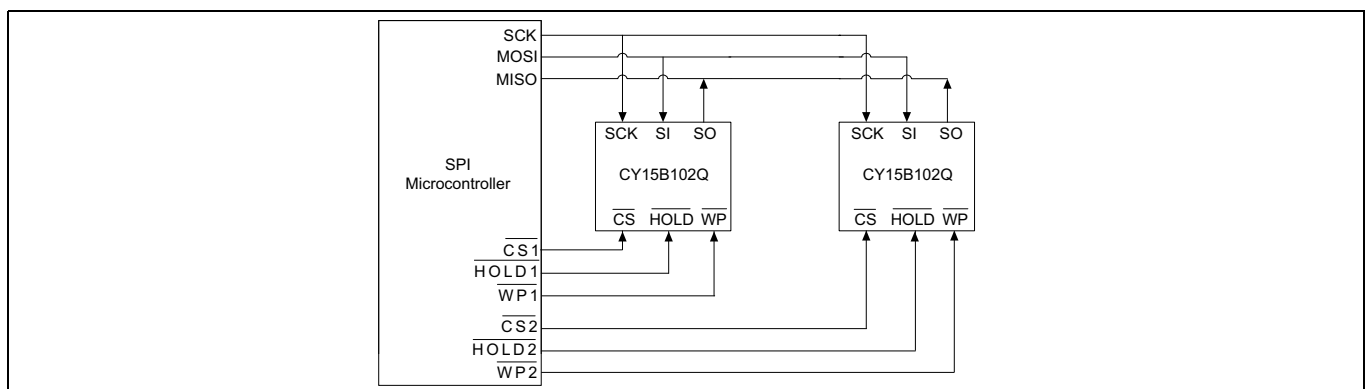 SCK
MOSI
MISO
SCK SI SO
SCK SI SO
SPI
Microcontroller
CY15B102Q
CY15B102Q
CS HOLD WP
CS HOLD WP
CS1
HOLD1
WP1
CS2
HOLD2
WP2